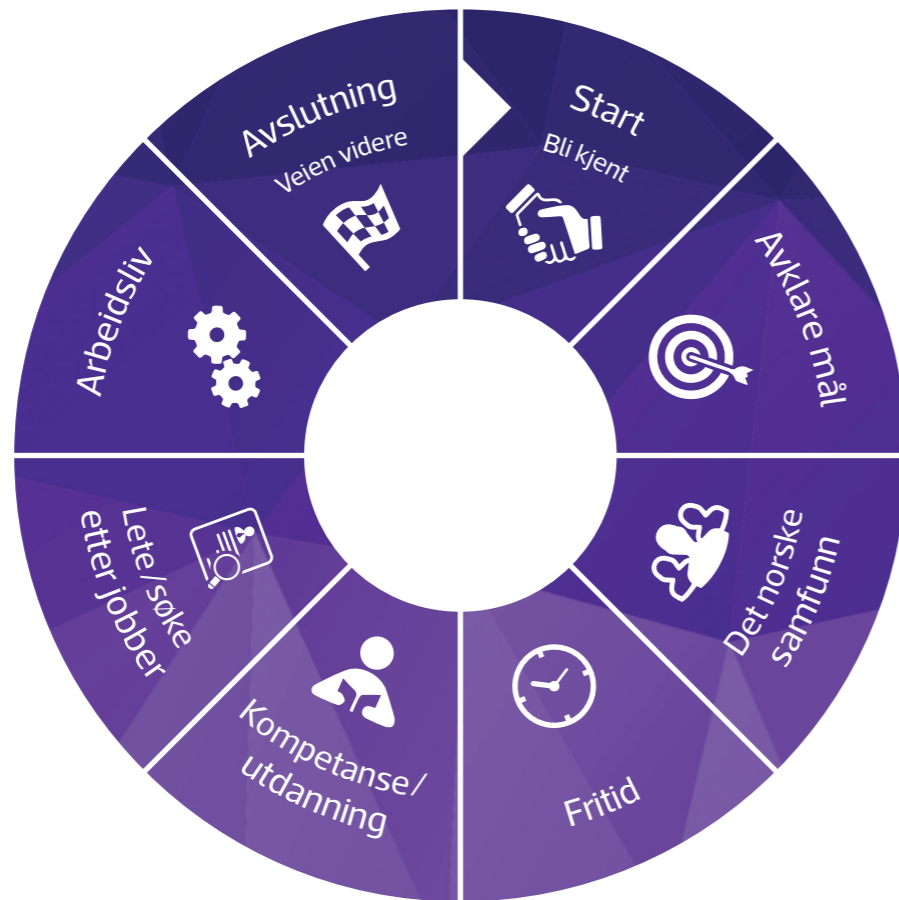 Start
Bli kjent
Avklare mål
Det norske
samfunn
Fritid
Kompetanse/
utdanning
Lete/søke
etter jobber
Arbeidsliv
Avslutning
Veien videre